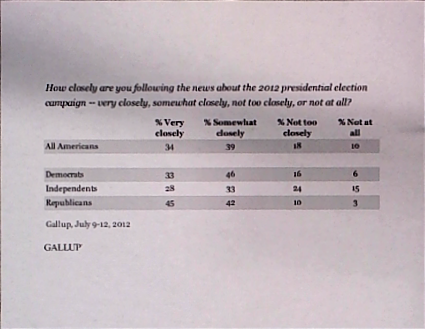 How closely are you following the news about the 2012 presidential election
campaign -- very closely, somewhat closely, not too closely, or not at all?
% Very closely % Somewhat closely % Not too closely % Not at all
All Americans 34 39 18 10
Democrats 33 46 16 6
Independents 28 33 24 15
Republicans 45 42 10 3
Gallup, July 9-12, 2012
GALLUP'